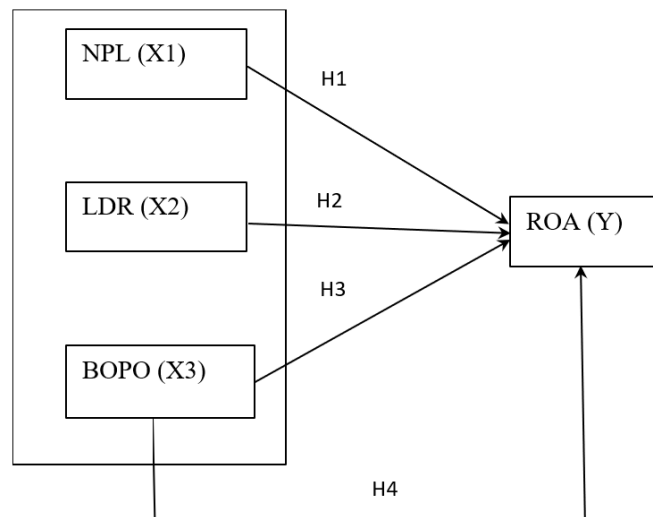 NPL (X1)
H1
LDR (X2)
H2
ROA (Y)
H3
BOPO (X3)
H4